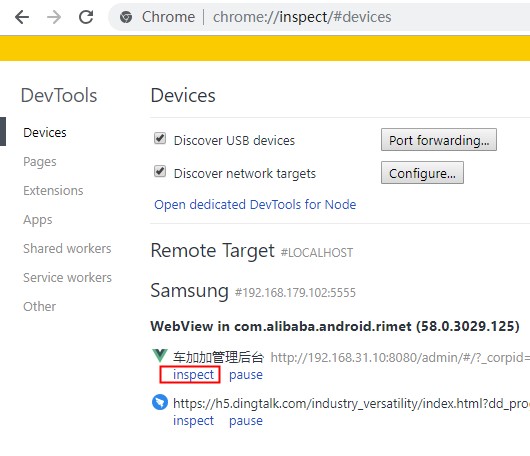 Chrome | chrome://inspect/#devices
DevTools
Devices
Devices
Pages
Extensions
Apps
Shared workers
Service workers
Other
Discover USB devices Port forwarding...
Discover network targets Configure...
Open dedicated DevTools for Node
Remote Target #LOCALHOST
Samsung #192.168.179.102:5555
WebView in com.alibaba.android.rimet (58.0.3029.125)
车加加管理后台 http://192.168.31.10:8080/admin/#/?_corpid=
inspect pause
https://h5.dingtalk.com/industry_versatility/index.html?dd_pro
inspect pause